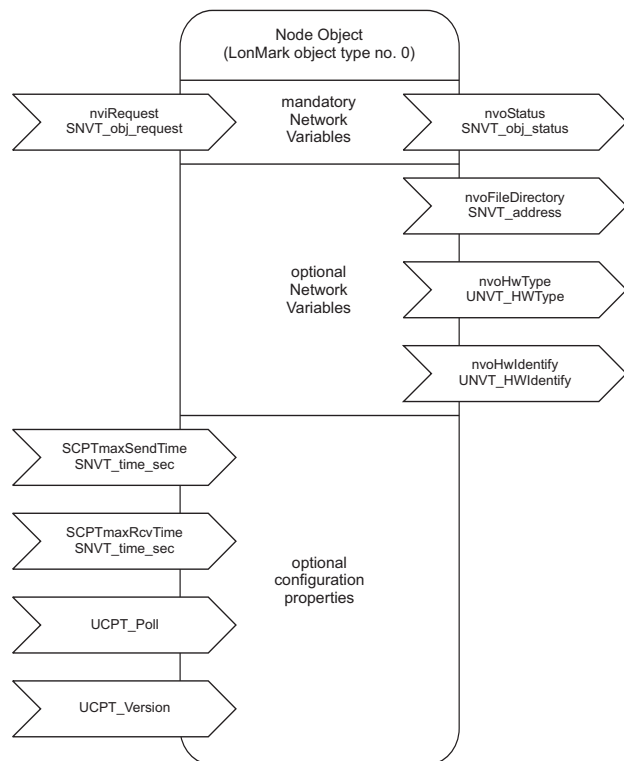 Node Object
(LonMark object type no. 0)
nviRequest
SNVT_obj_request
mandatory
Network
Variables
nvoStatus
SNVT_obj_status
nvoFileDirectory
SNVT_address
optional
Network
Variables
nvoHwType
UNVT_HWType
nvoHwIdentify
UNVT_HWIdentify
SCPTmaxSendTime
SNVT_time_sec
SCPTmaxRcvTime
SNVT_time_sec
optional
configuration
properties
UCPT_Poll
UCPT_Version